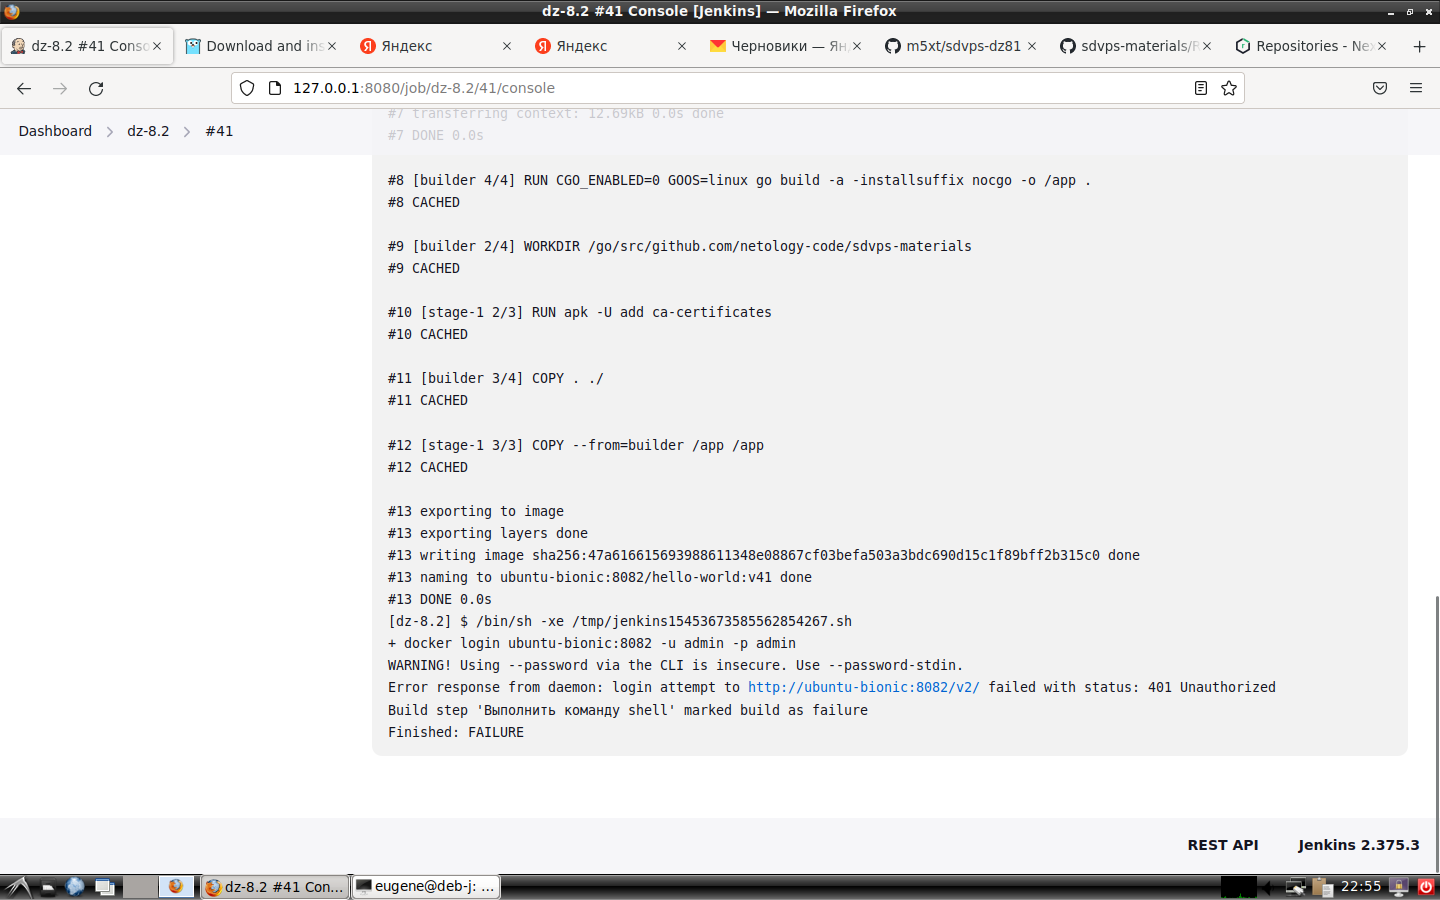 dz-8.2 #41 Console [Jenkins] — Mozilla Firefox
dz-8.2 #41 Conso
Download and ins
Яндекс
Яндекс
Черновики — Ян
m5xt/sdvps-dz81
sdvps-materials/R
Repositories - Nex
127.0.0.1:8080/job/dz-8.2/41/console
#7 transferring context: 12.69kB 0.0s done
Dashboard > dz-8.2 > #41
#7 DONE 0.0s
#8 [builder 4/4] RUN CGO_ENABLED=0 GOOS=linux go build -a -installsuffix nocgo -o /app .
#8 CACHED
#9 [builder 2/4] WORKDIR /go/src/github.com/netology-code/sdvps-materials
#9 CACHED
#10 [stage-1 2/3] RUN apk -U add ca-certificates
#10 CACHED
#11 [builder 3/4] COPY . ./
#11 CACHED
#12 [stage-1 3/3] COPY --from=builder /app /app
#12 CACHED
#13 exporting to image
#13 exporting layers done
#13 writing image sha256:47a616615693988611348e08867cf03befa503a3bdc690d15c1f89bff2b315c0 done
#13 naming to ubuntu-bionic:8082/hello-world:v41 done
#13 DONE 0.0s
[dz-8.2] $ /bin/sh -xe /tmp/jenkins15453673585562854267.sh
+ docker login ubuntu-bionic:8082 -u admin -p admin
WARNING! Using --password via the CLI is insecure. Use --password-stdin.
Error response from daemon: login attempt to http://ubuntu-bionic:8082/v2/ failed with status: 401 Unauthorized
Build step 'Выполнить команду shell' marked build as failure
Finished: FAILURE
REST API
Jenkins 2.375.3
dz-8.2 #41 Con...
eugene@deb-j: ...
22:55